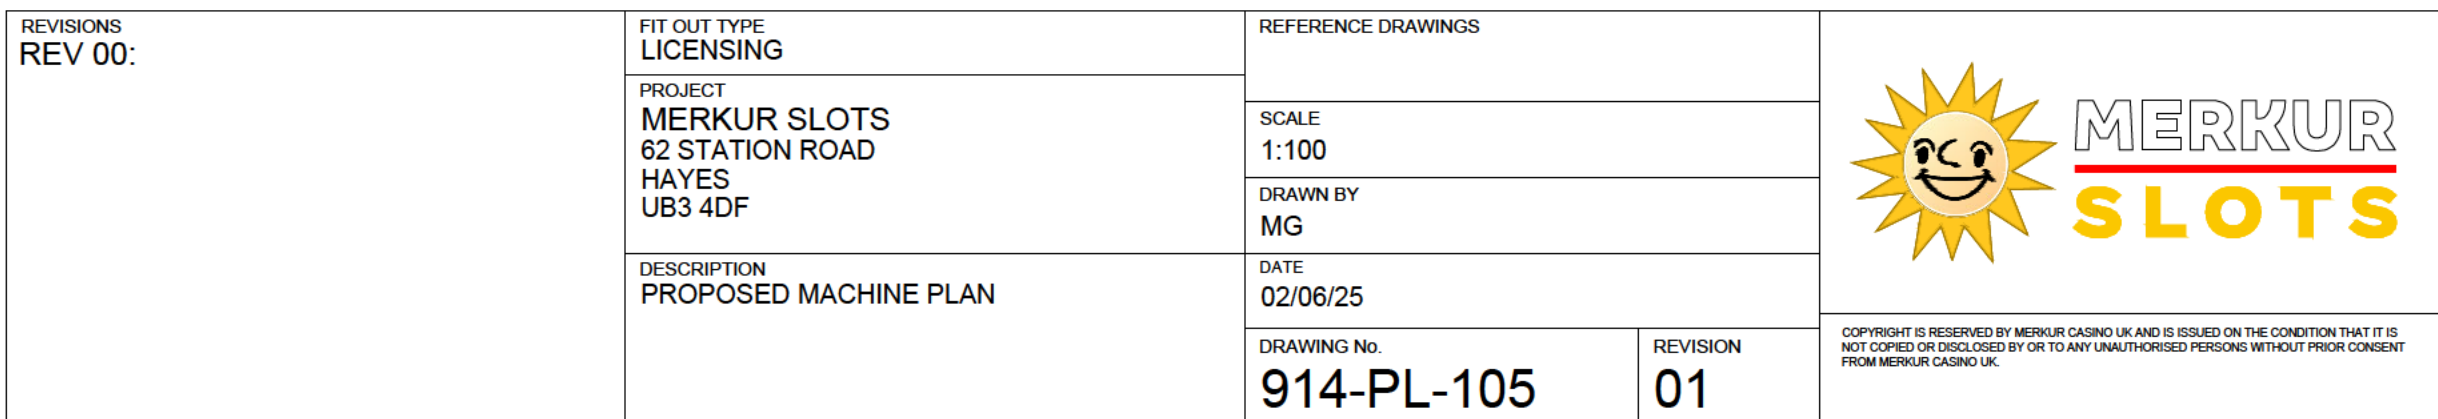 REVISIONS
REV 00:
FIT OUT TYPE
LICENSING
PROJECT
MERKUR SLOTS
62 STATION ROAD
HAYES
UB3 4DF
DESCRIPTION
PROPOSED MACHINE PLAN
REFERENCE DRAWINGS
SCALE
1:100
DRAWN BY
MG
DATE
02/06/25
DRAWING No.
914-PL-105
REVISION
01
MERKUR
SLOTS
COPYRIGHT IS RESERVED BY MERKUR CASINO UK AND IS ISSUED ON THE CONDITION THAT IT IS
NOT COPIED OR DISCLOSED BY OR TO ANY UNAUTHORISED PERSONS WITHOUT PRIOR CONSENT
FROM MERKUR CASINO UK.